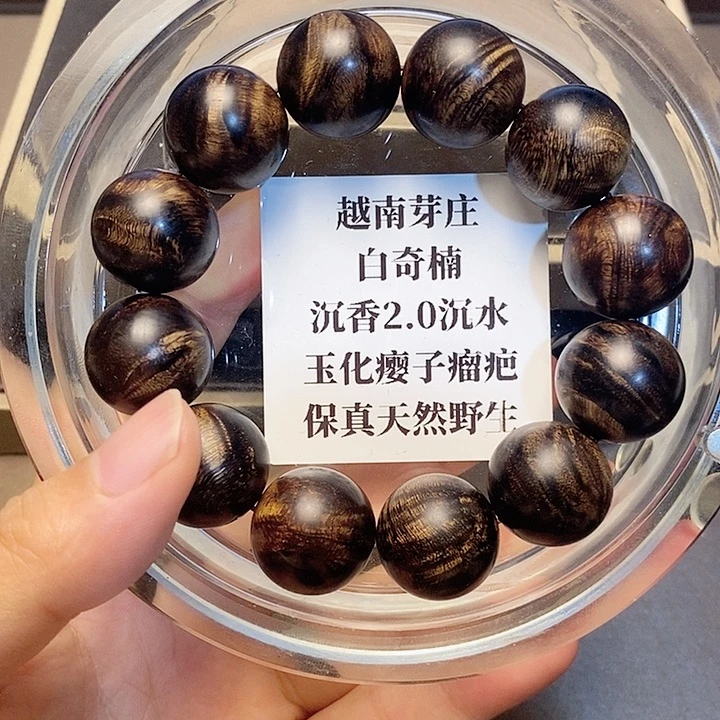 越南芽庄
白奇楠
沉香2.0沉水
玉化瘿子瘤疤
保真天然野生